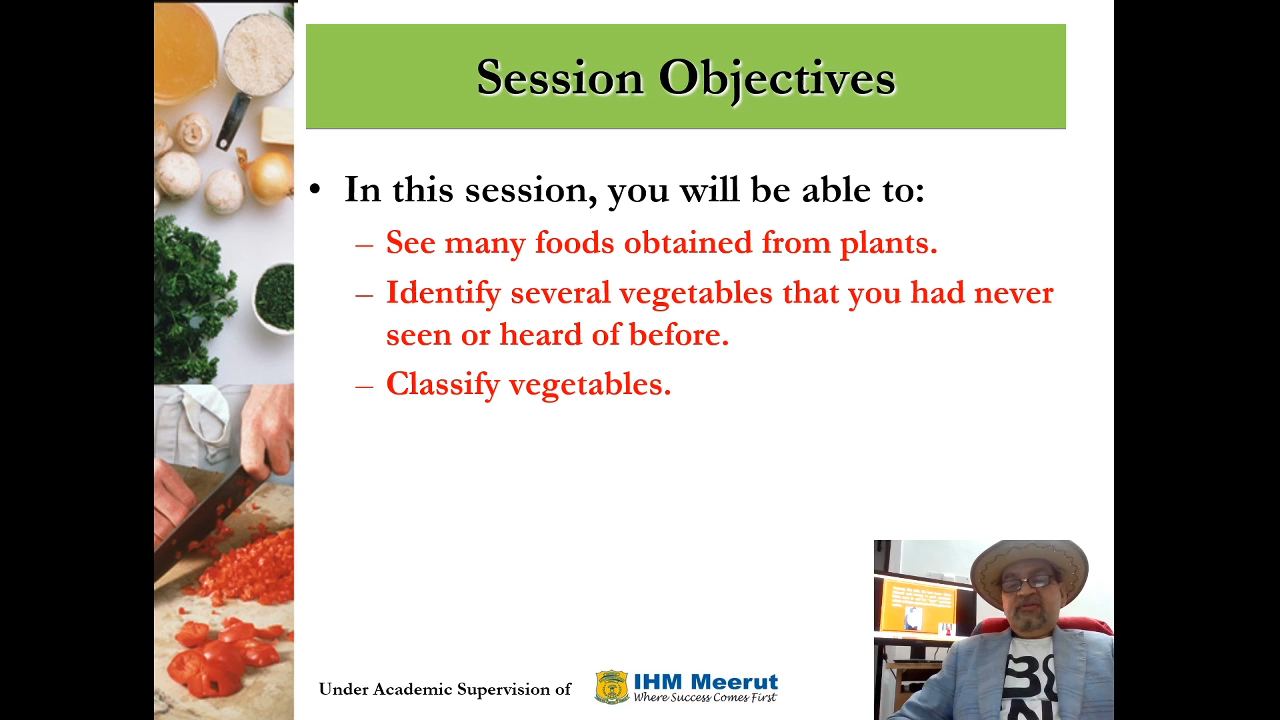 Session Objectives
• In this session, you will be able to:
– See many foods obtained from plants.
– Identify several vegetables that you had never
seen or heard of before.
– Classify vegetables.
Under Academic Supervision of
IHM Meerut
Where Success Comes First